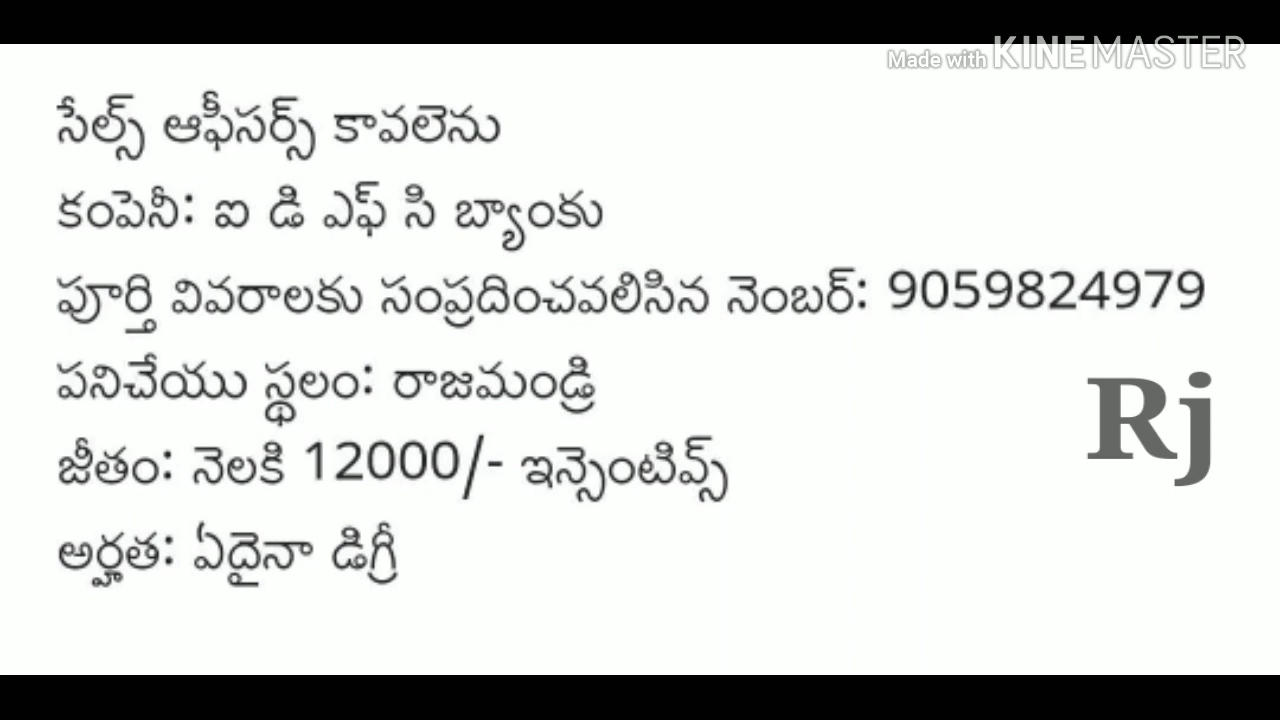 Made with KINEMASTER
సేల్స్ ఆఫీసర్స్ కావలెను
కంపెనీ: ఐ డి ఎఫ్ సి బ్యాంకు
పూర్తి వివరాలకు సంప్రదించవలిసిన నెంబర్: 9059824979
పనిచేయు స్థలం: రాజమండ్రి
Rj
జీతం: నెలకి 12000/- ఇన్సెంటివ్స్
అర్హత: ఏదైనా డిగ్రీ